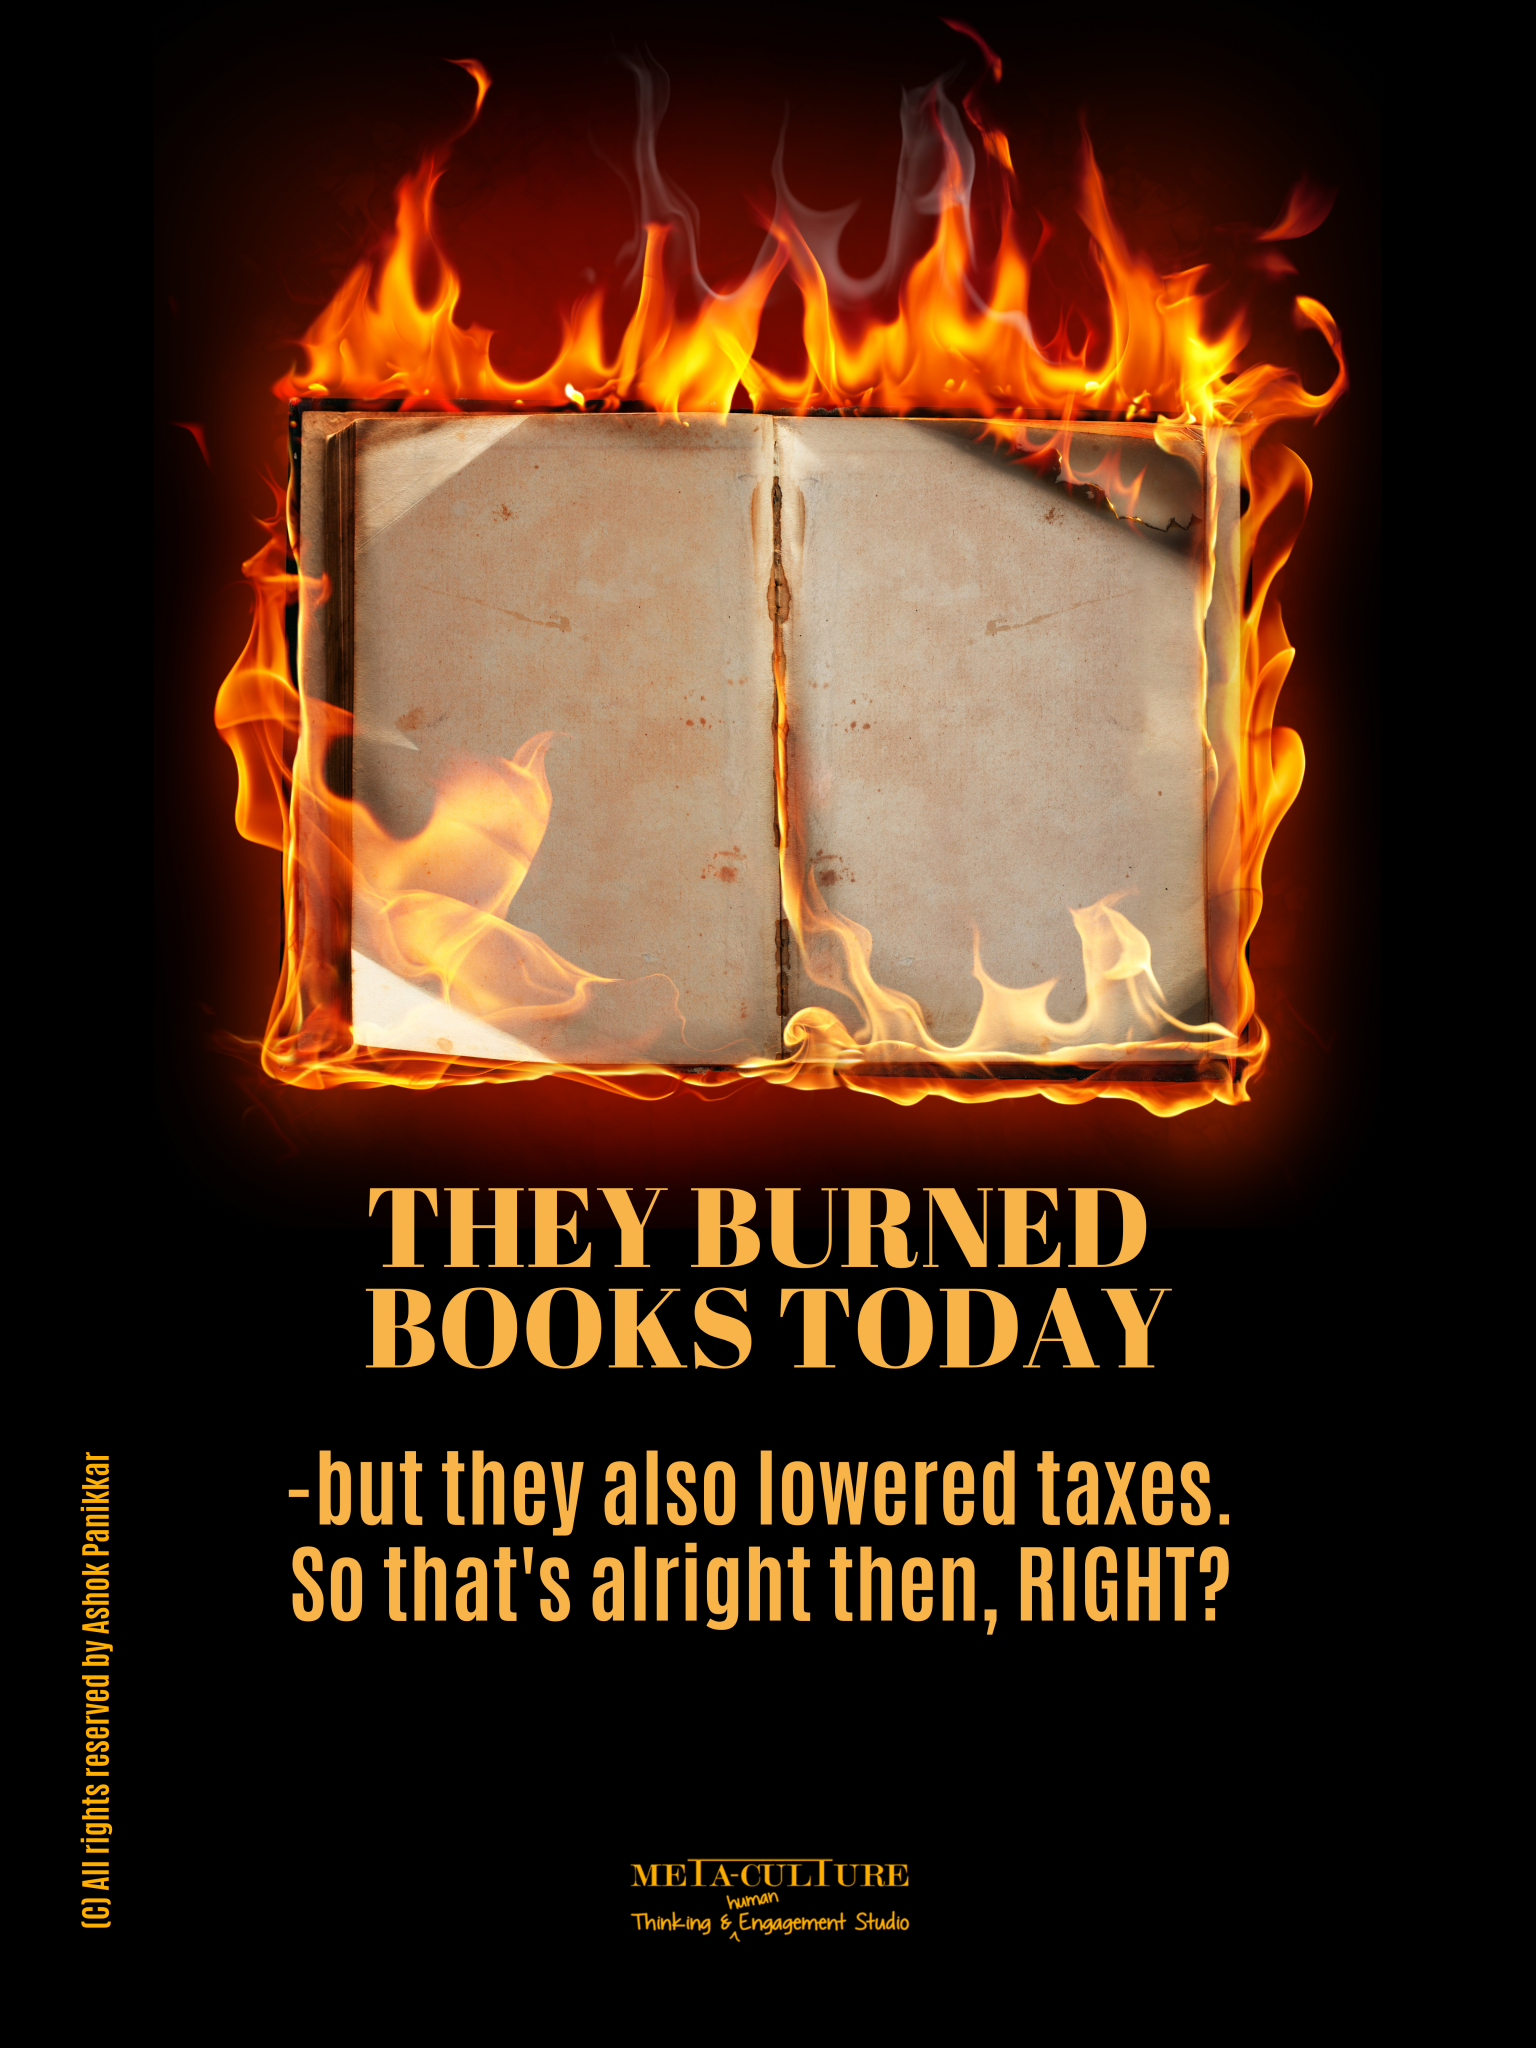 THEY BURNED
BOOKS TODAY
-but they also lowered taxes.
So that's alright then, RIGHT?
(C) All rights reserved by Ashok Panikkar
META-CULTURE
human
Thinking & ^ Engagement Studio